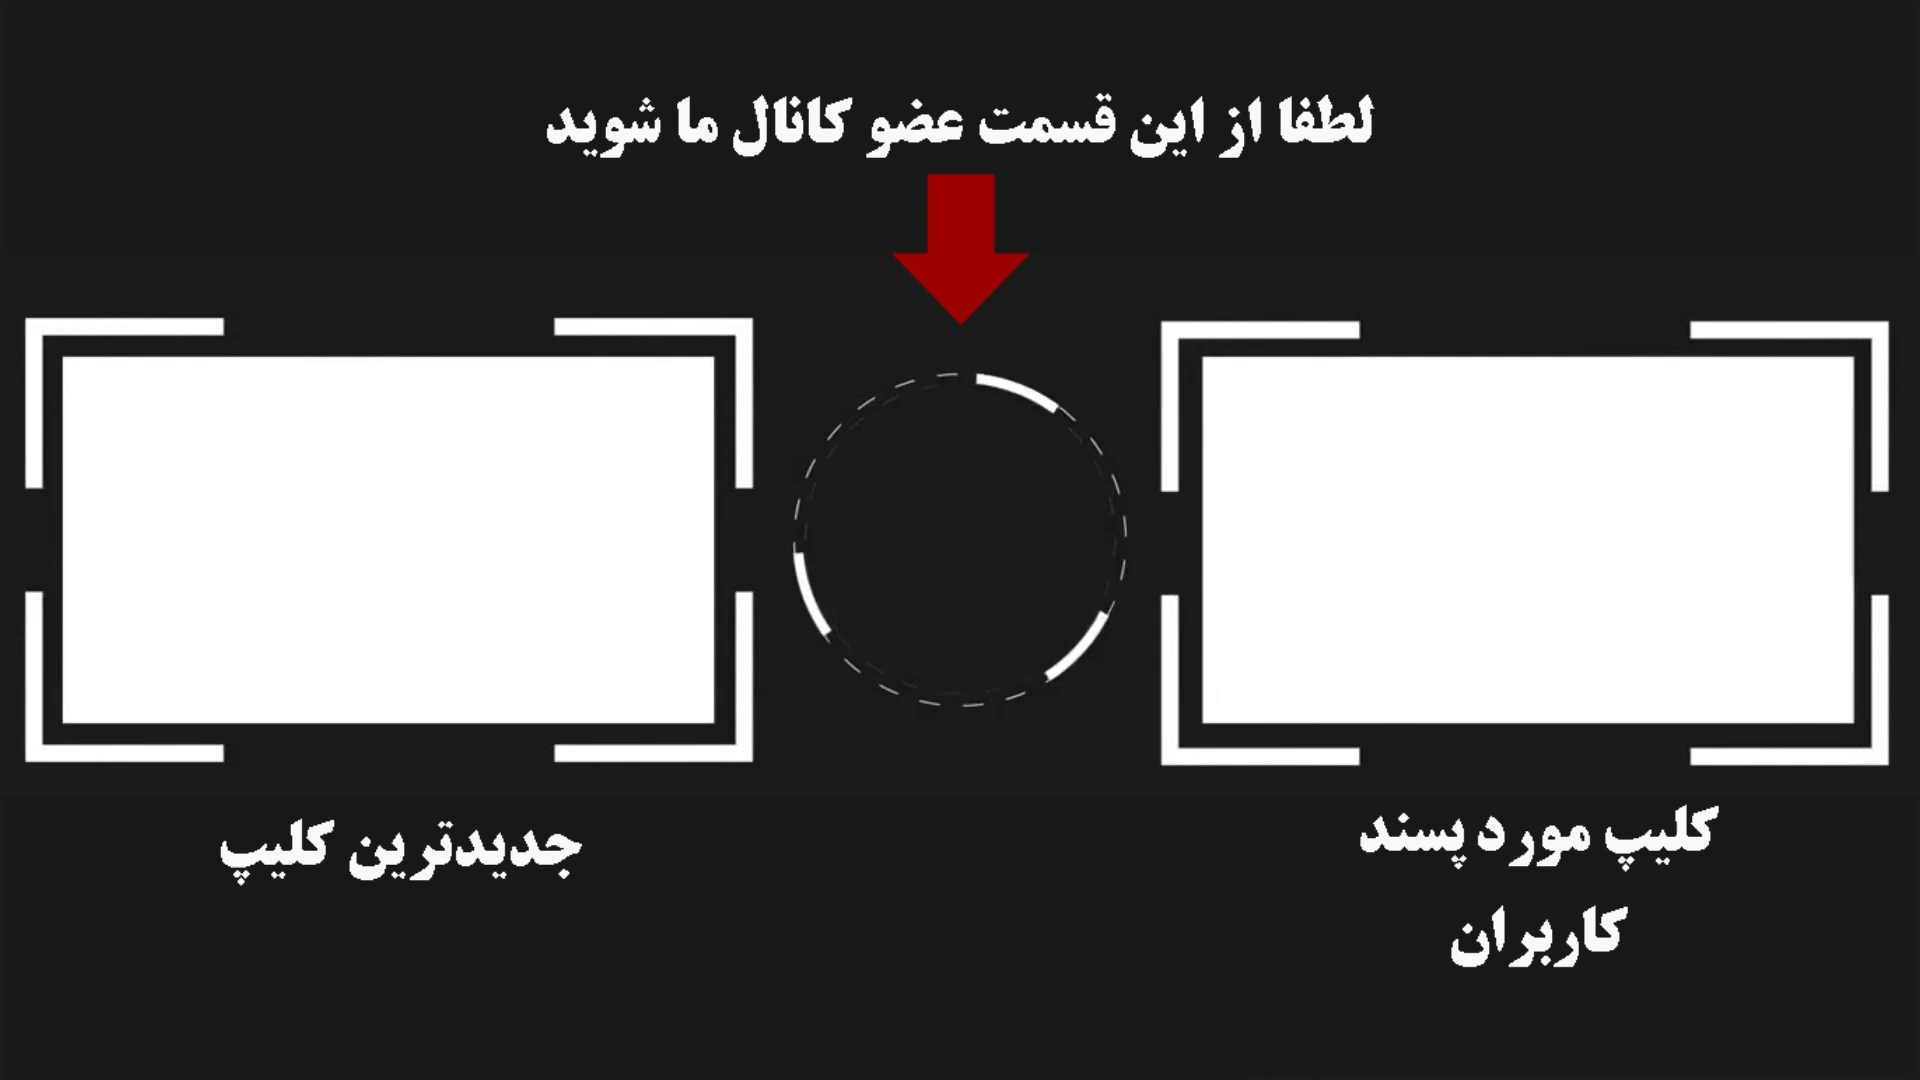 لطفا از این قسمت عضو کانال ما شوید
کلیپ مورد پسند
کاربران
جدیدترین کلیپ